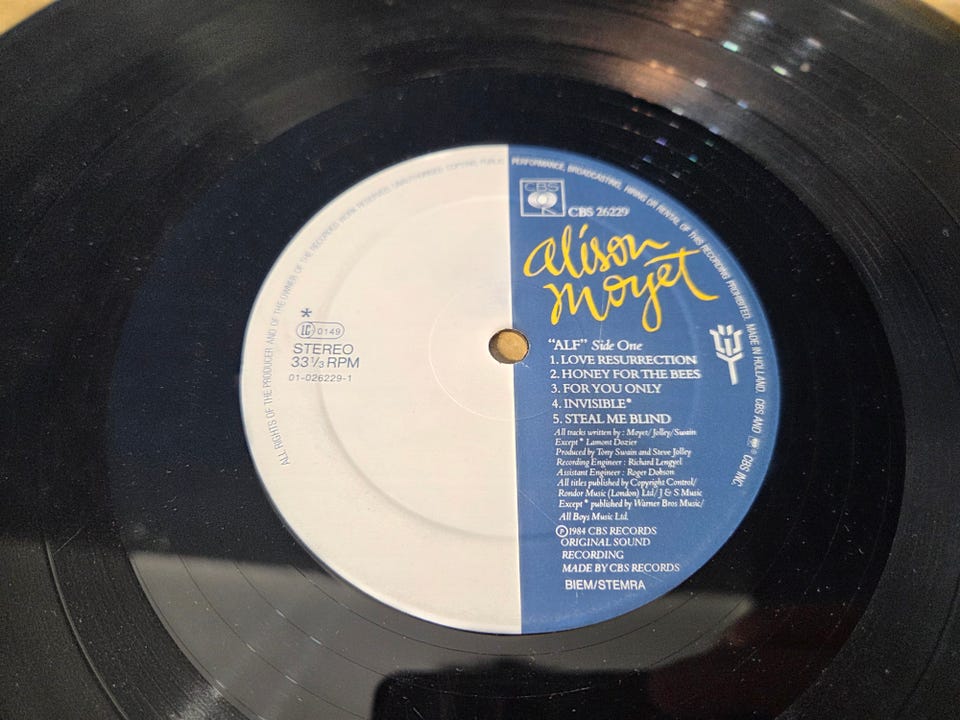 ALL RIGHTS OF THE PRODUCER AND OF THE OWNER OF THE RECORDED WORK RESERVED. UNAUTHORISED COPYING, PUBLIC PERFORMANCE, BROADCASTING, HIRING OR RENTAL OF THIS RECORDING PROHIBITED. MADE IN HOLLAND CBS AND CBS INC.
CBS
CBS 26229
alison
moyet
*
LC 0149
STEREO
33⅓ RPM
01-026229-1
"ALF" Side One
1. LOVE RESURRECTION
2. HONEY FOR THE BEES
3. FOR YOU ONLY
4. INVISIBLE*
5. STEAL ME BLIND
All tracks written by : Moyet/Jolley/Swain
Except * Lamont Dozier
Produced by Tony Swain and Steve Jolley
Recording Engineer : Richard Lengyel
Assistant Engineer : Roger Dobson
All titles published by Copyright Control/
Rondor Music (London) Ltd/ J & S Music
Except * published by Warner Bros Music/
All Boys Music Ltd.
℗1984 CBS RECORDS
ORIGINAL SOUND
RECORDING
MADE BY CBS RECORDS
BIEM/STEMRA